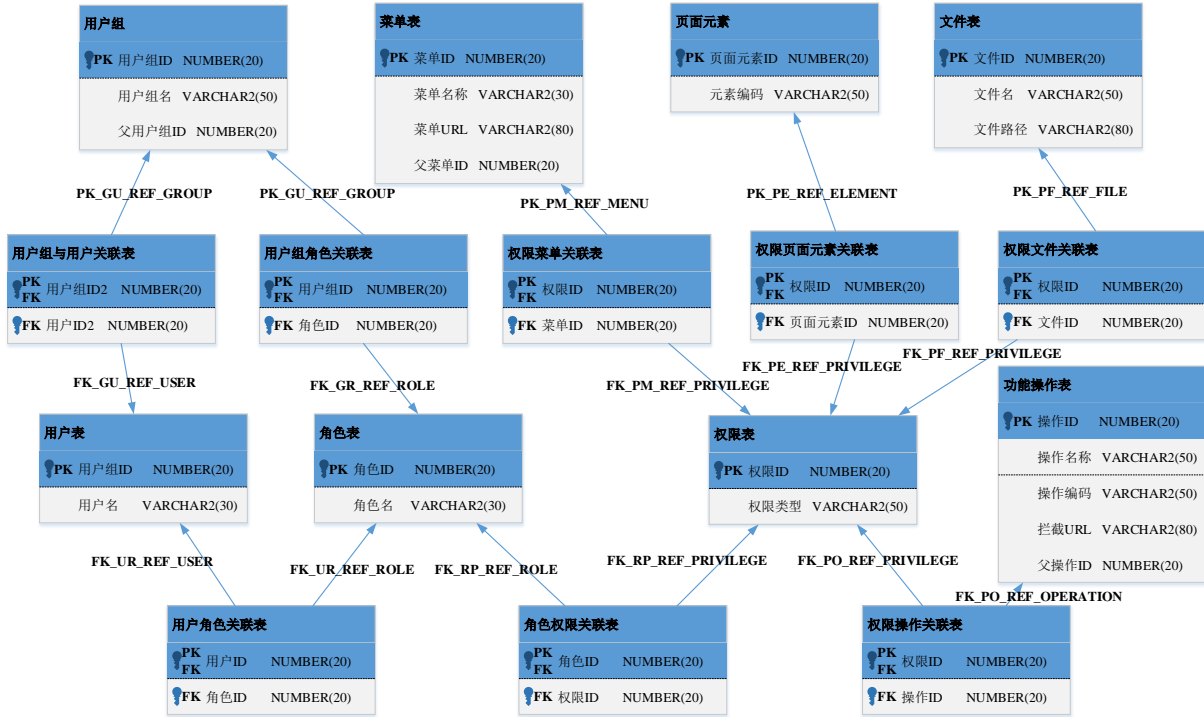 用户组
PK 用户组ID NUMBER(20)
用户组名 VARCHAR2(50)
父用户组ID NUMBER(20)
菜单表
PK 菜单ID NUMBER(20)
菜单名称 VARCHAR2(30)
菜单URL VARCHAR2(80)
父菜单ID NUMBER(20)
页面元素
PK 页面元素ID NUMBER(20)
元素编码 VARCHAR2(50)
文件表
PK 文件ID NUMBER(20)
文件名 VARCHAR2(50)
文件路径 VARCHAR2(80)
PK_GU_REF_GROUP
PK_GU_REF_GROUP
PK_PM_REF_MENU
PK_PE_REF_ELEMENT
PK_PF_REF_FILE
用户组与用户关联表
PK
FK 用户组ID2 NUMBER(20)
FK 用户ID2 NUMBER(20)
用户组角色关联表
PK
FK 用户组ID NUMBER(20)
FK 角色ID NUMBER(20)
权限菜单关联表
PK
FK 权限ID NUMBER(20)
FK 菜单ID NUMBER(20)
权限页面元素关联表
PK
FK 权限ID NUMBER(20)
FK 页面元素ID NUMBER(20)
权限文件关联表
PK
FK 权限ID NUMBER(20)
FK 文件ID NUMBER(20)
FK_GU_REF_USER
FK_GR_REF_ROLE
FK_PM_REF_PRIVILEGE
FK_PE_REF_PRIVILEGE
FK_PF_REF_PRIVILEGE
用户表
PK 用户组ID NUMBER(20)
用户名 VARCHAR2(30)
角色表
PK 角色ID NUMBER(20)
角色名 VARCHAR2(30)
权限表
PK 权限ID NUMBER(20)
权限类型 VARCHAR2(50)
功能操作表
PK 操作ID NUMBER(20)
操作名称 VARCHAR2(50)
操作编码 VARCHAR2(50)
拦截URL VARCHAR2(80)
父操作ID NUMBER(20)
FK_UR_REF_USER
FK_UR_REF_ROLE
FK_RP_REF_ROLE
FK_RP_REF_PRIVILEGE
FK_PO_REF_PRIVILEGE
FK_PO_REF_OPERATION
用户角色关联表
PK
FK 用户ID NUMBER(20)
FK 角色ID NUMBER(20)
角色权限关联表
PK
FK 角色ID NUMBER(20)
FK 权限ID NUMBER(20)
权限操作关联表
PK
FK 权限ID NUMBER(20)
FK 操作ID NUMBER(20)